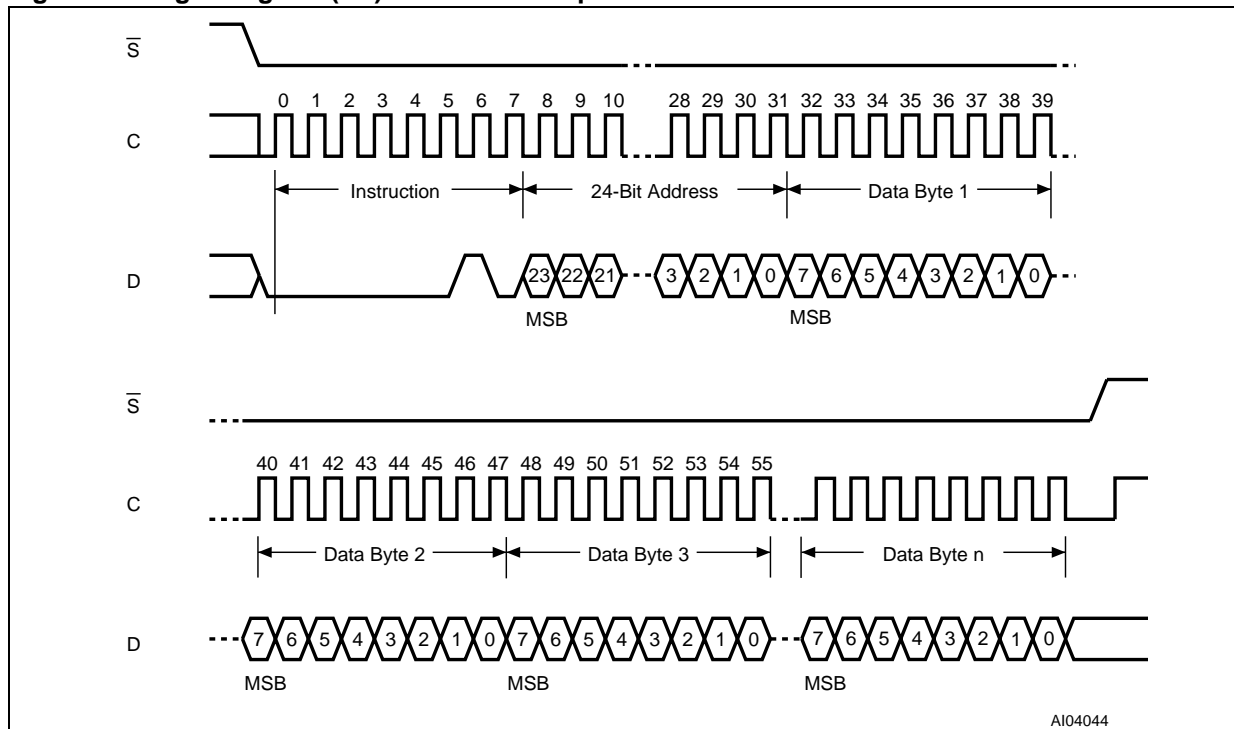 S
0 1 2 3 4 5 6 7 8 9 10 28 29 30 31 32 33 34 35 36 37 38 39
C
Instruction 24-Bit Address Data Byte 1
D 23 22 21 3 2 1 0 7 6 5 4 3 2 1 0
MSB MSB
S
40 41 42 43 44 45 46 47 48 49 50 51 52 53 54 55
C
Data Byte 2 Data Byte 3 Data Byte n
D 7 6 5 4 3 2 1 0 7 6 5 4 3 2 1 0 7 6 5 4 3 2 1 0
MSB MSB MSB
AI04044